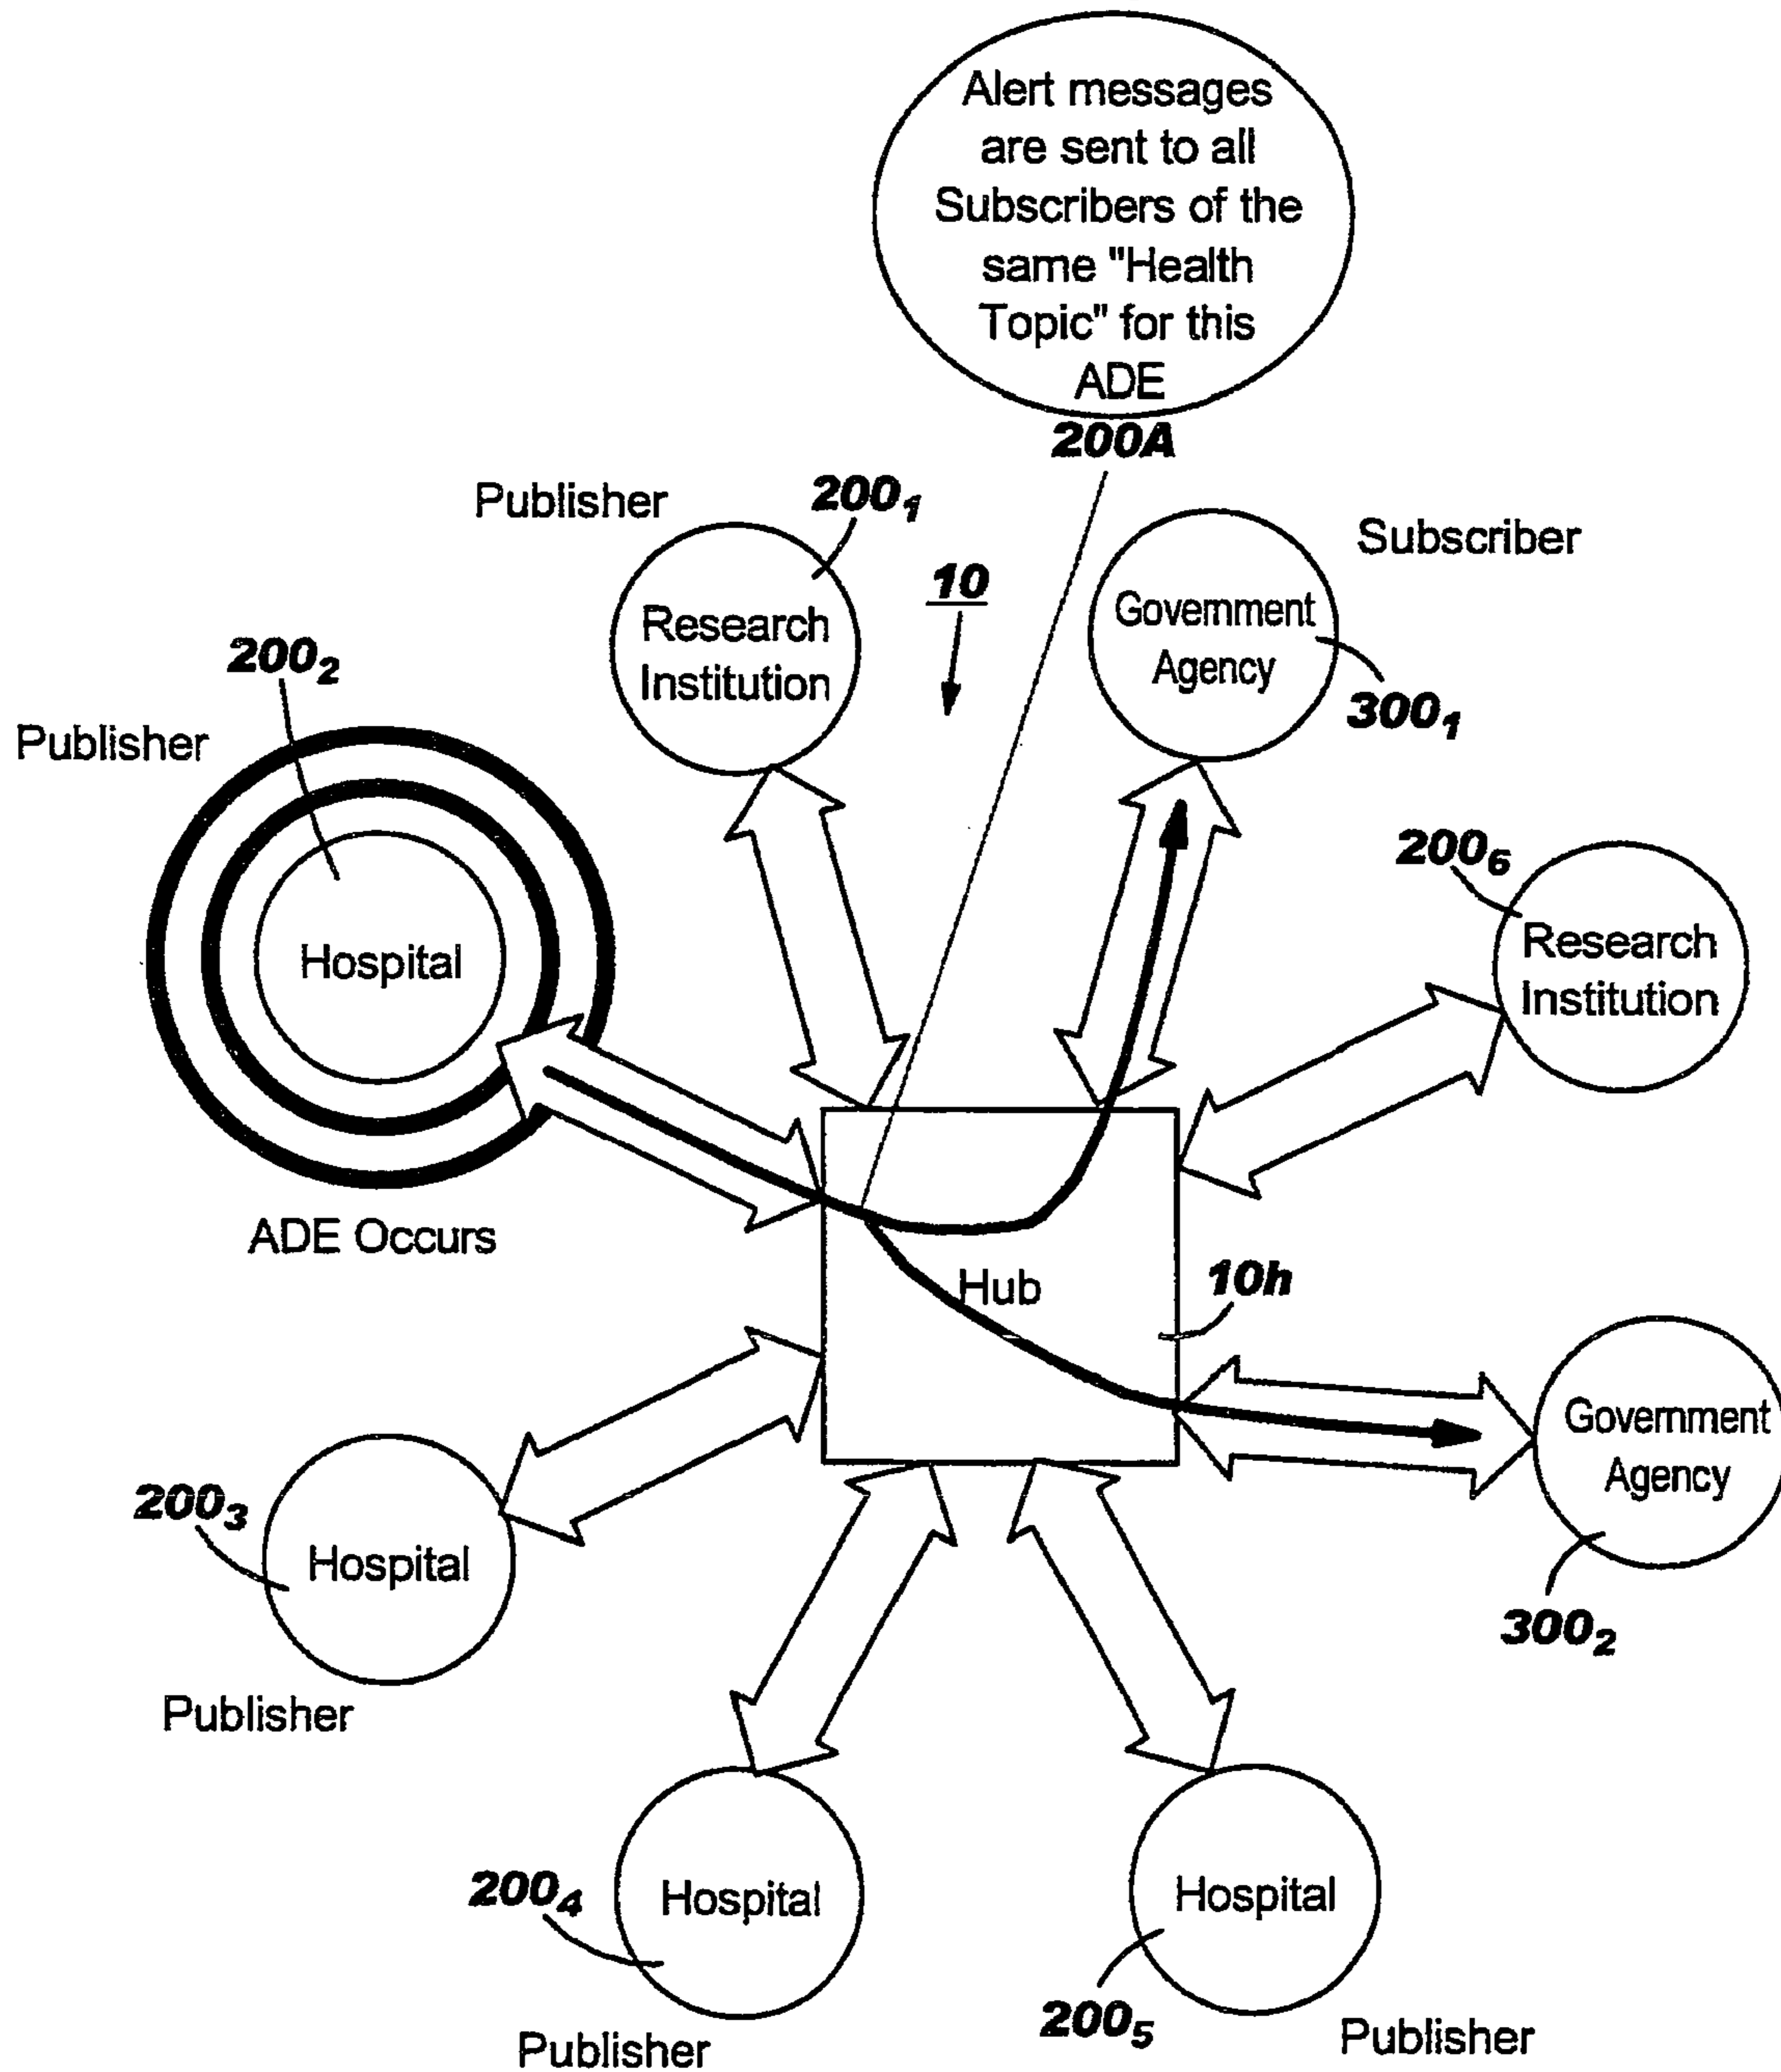 Alert messages
are sent to all
Subscribers of the
same "Health
Topic" for this
ADE
200A
Publisher
200₁
Research
Institution
10
Subscriber
Government
Agency
300₁
200₂
Publisher
Hospital
ADE Occurs
200₆
Research
Institution
Hub
10h
Government
Agency
300₂
200₃
Hospital
Publisher
200₄
Hospital
Publisher
Hospital
200₅
Publisher